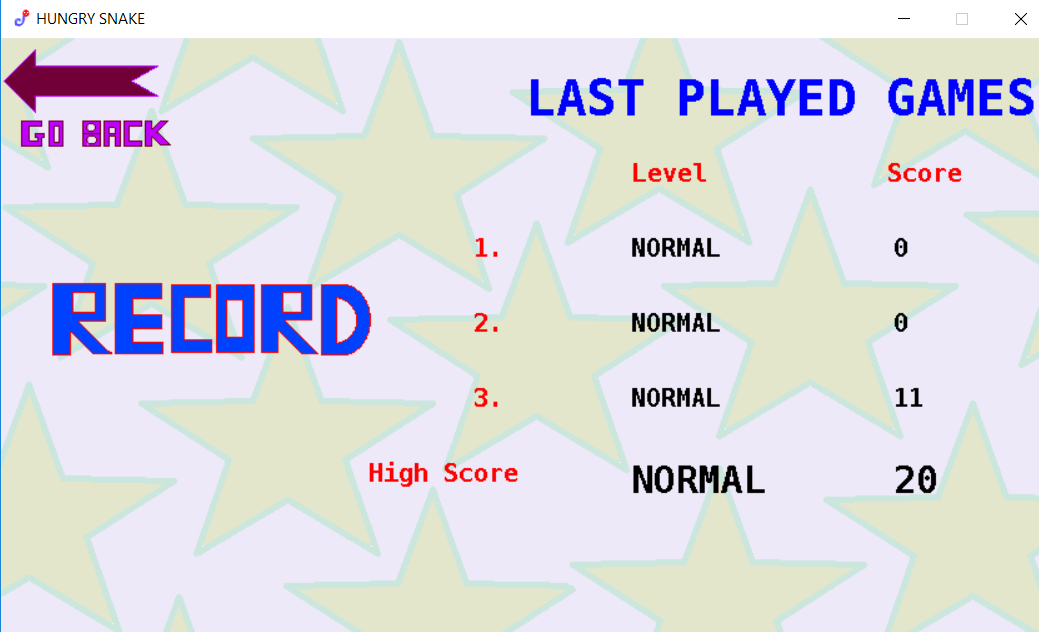 HUNGRY SNAKE
GO BACK
LAST PLAYED GAMES
Level Score
1. NORMAL 0
2. NORMAL 0
RECORD
3. NORMAL 11
High Score NORMAL 20